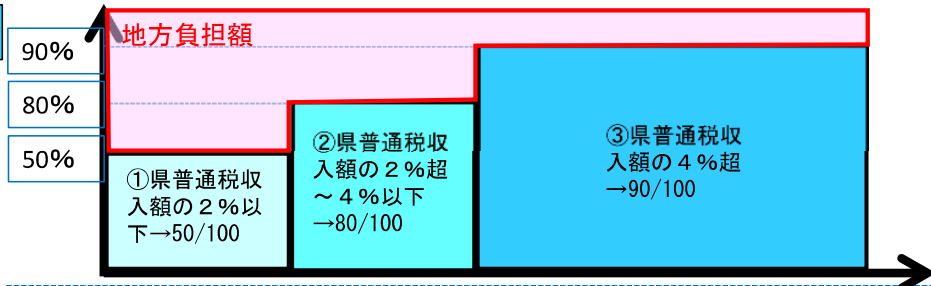 地方負担額
90%
80%
50%
①県普通税収
入額の２%以
下→50/100
②県普通税収
入額の２%超
～４%以下
→80/100
③県普通税収
入額の４%超
→90/100